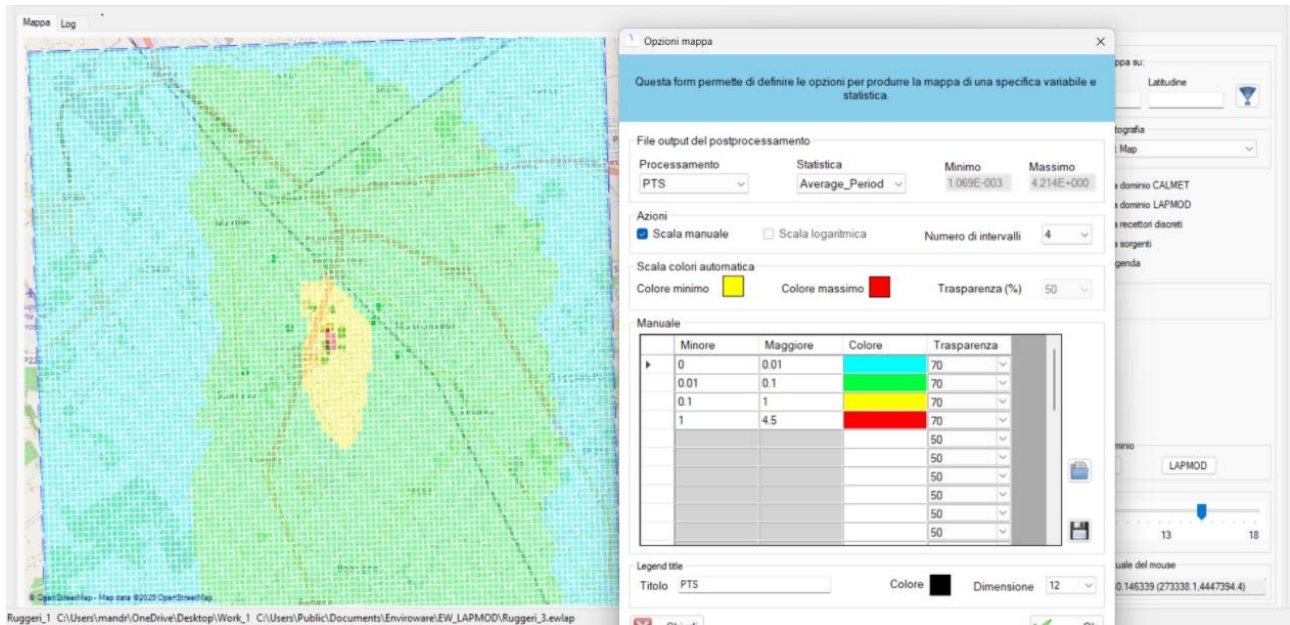 Mappa Log
Opzioni mappa
Questa form permette di definire le opzioni per produrre la mappa di una specifica variabile e
statistica.
File output del postprocessamento
Processamento Statistica Minimo Massimo
PTS Average_Period 1.069E-003 4.214E+000
Azioni
Scala manuale Scala logaritmica Numero di intervalli 4
Scala colori automatica
Colore minimo Colore massimo Trasparenza (%) 50
Manuale
Minore Maggiore Colore Trasparenza
0 0.01 70
0.01 0.1 70
0.1 1 70
1 4.5 70
50
50
50
50
50
50
Legend title
Titolo PTS Colore Dimensione 12
Chiudi Ok
ppa su:
Latitudine
tografia
t Map
a dominio CALMET
a dominio LAPMOD
a recettori discreti
a sorgenti
genda
minio
LAPMOD
13 18
uale del mouse
0.146339 (273338.1,4447394.4)
© OpenStreetMap - Map data ©2025 OpenStreetMap
Ruggeri_1 C:\Users\mandr\OneDrive\Desktop\Work_1 C:\Users\Public\Documents\Enviroware\EW_LAPMOD\Ruggeri_3.ewlap